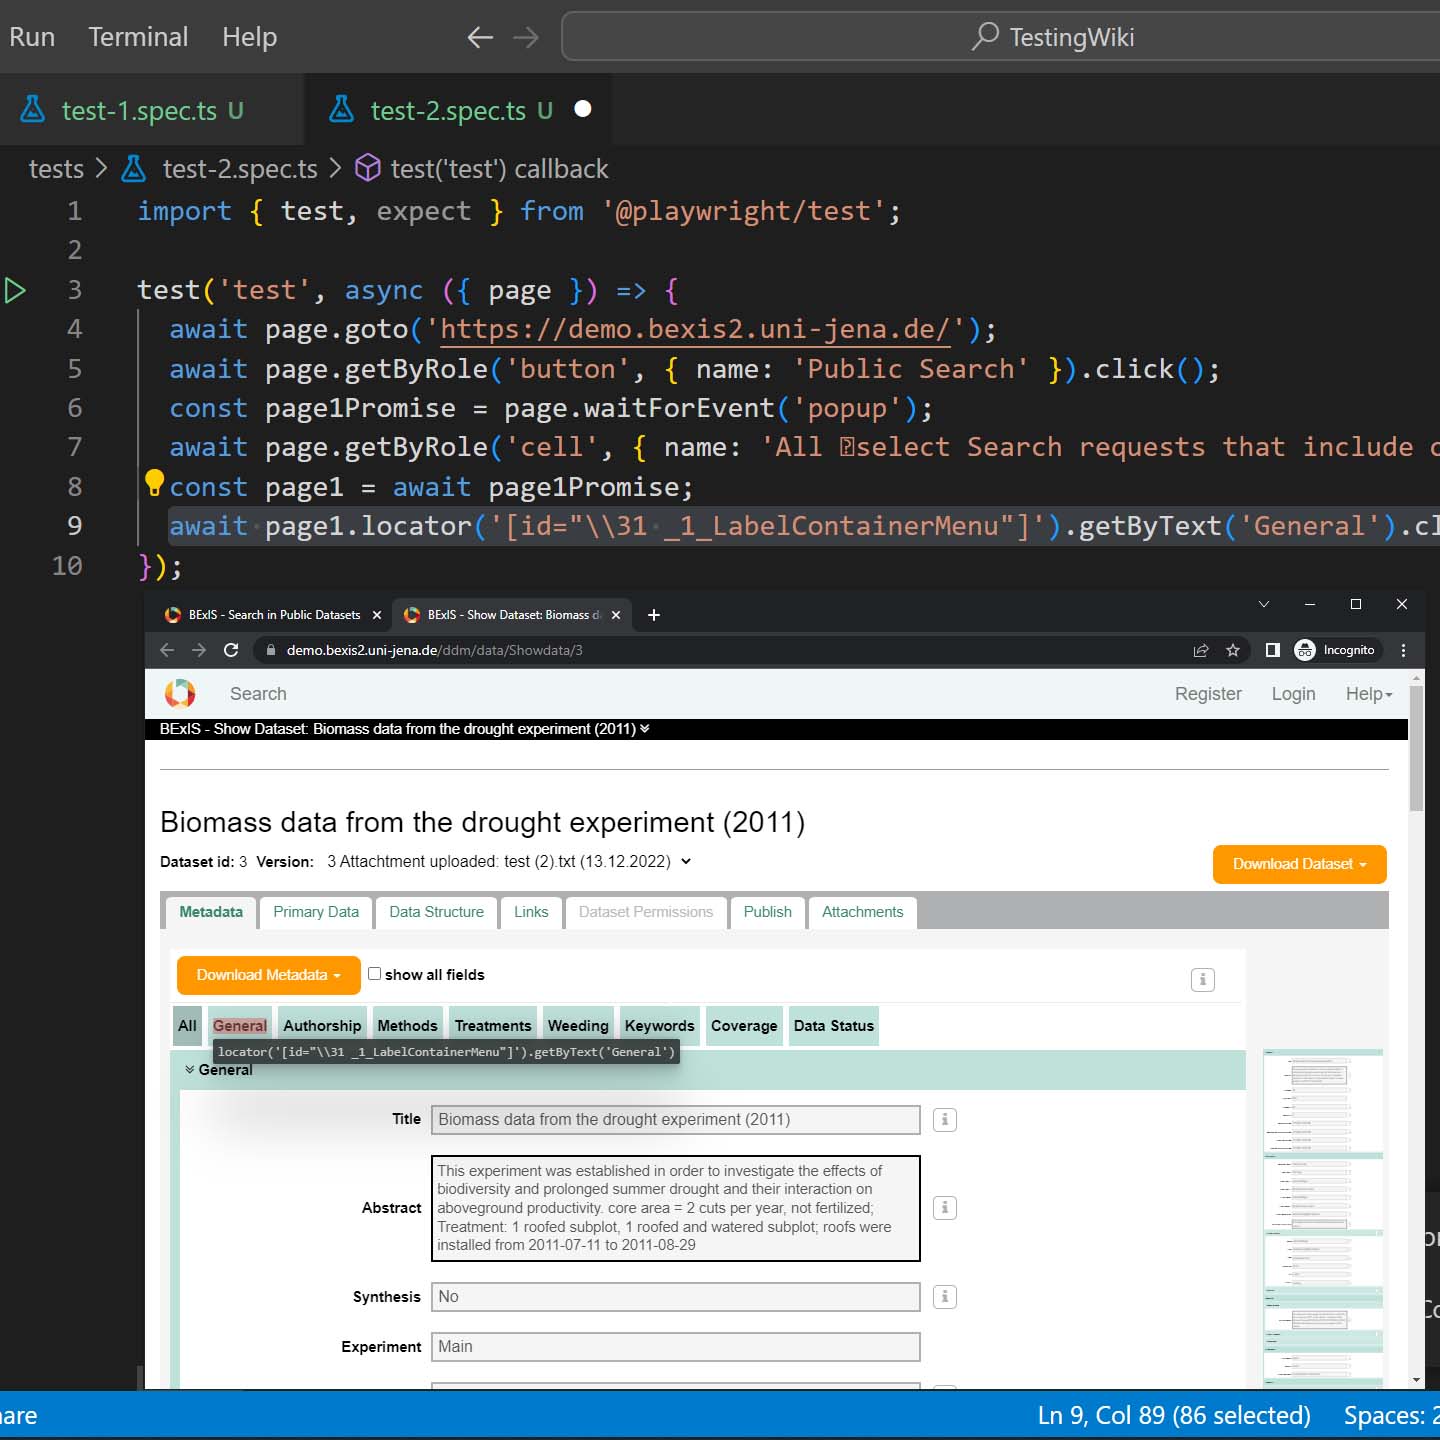 Run Terminal Help TestingWiki
test-1.spec.ts U test-2.spec.ts U
tests > test-2.spec.ts > test('test') callback
1 import { test, expect } from '@playwright/test';
2
3 test('test', async ({ page }) => {
4 await page.goto('https://demo.bexis2.uni-jena.de/');
5 await page.getByRole('button', { name: 'Public Search' }).click();
6 const page1Promise = page.waitForEvent('popup');
7 await page.getByRole('cell', { name: 'All select Search requests that include
8 const page1 = await page1Promise;
9 await page1.locator('[id="\\31 _1_LabelContainerMenu"]').getByText('General').cl
10 });
BExIS - Search in Public Datasets × BExIS - Show Dataset: Biomass da × +
demo.bexis2.uni-jena.de/ddm/data/Showdata/3 Incognito
Search Register Login Help
BExIS - Show Dataset: Biomass data from the drought experiment (2011)
Biomass data from the drought experiment (2011)
Dataset id: 3 Version: 3 Attachtment uploaded: test (2).txt (13.12.2022)
Download Dataset
Metadata Primary Data Data Structure Links Dataset Permissions Publish Attachments
Download Metadata show all fields i
All General Authorship Methods Treatments Weeding Keywords Coverage Data Status
locator('[id="\\31 _1_LabelContainerMenu"]').getByText('General')
General
Title Biomass data from the drought experiment (2011) i
This experiment was established in order to investigate the effects of
biodiversity and prolonged summer drought and their interaction on
Abstract aboveground productivity. core area = 2 cuts per year, not fertilized; i
Treatment: 1 roofed subplot, 1 roofed and watered subplot; roofs were
installed from 2011-07-11 to 2011-08-29
Synthesis No i
Experiment Main
Ln 9, Col 89 (86 selected) Spaces: 2